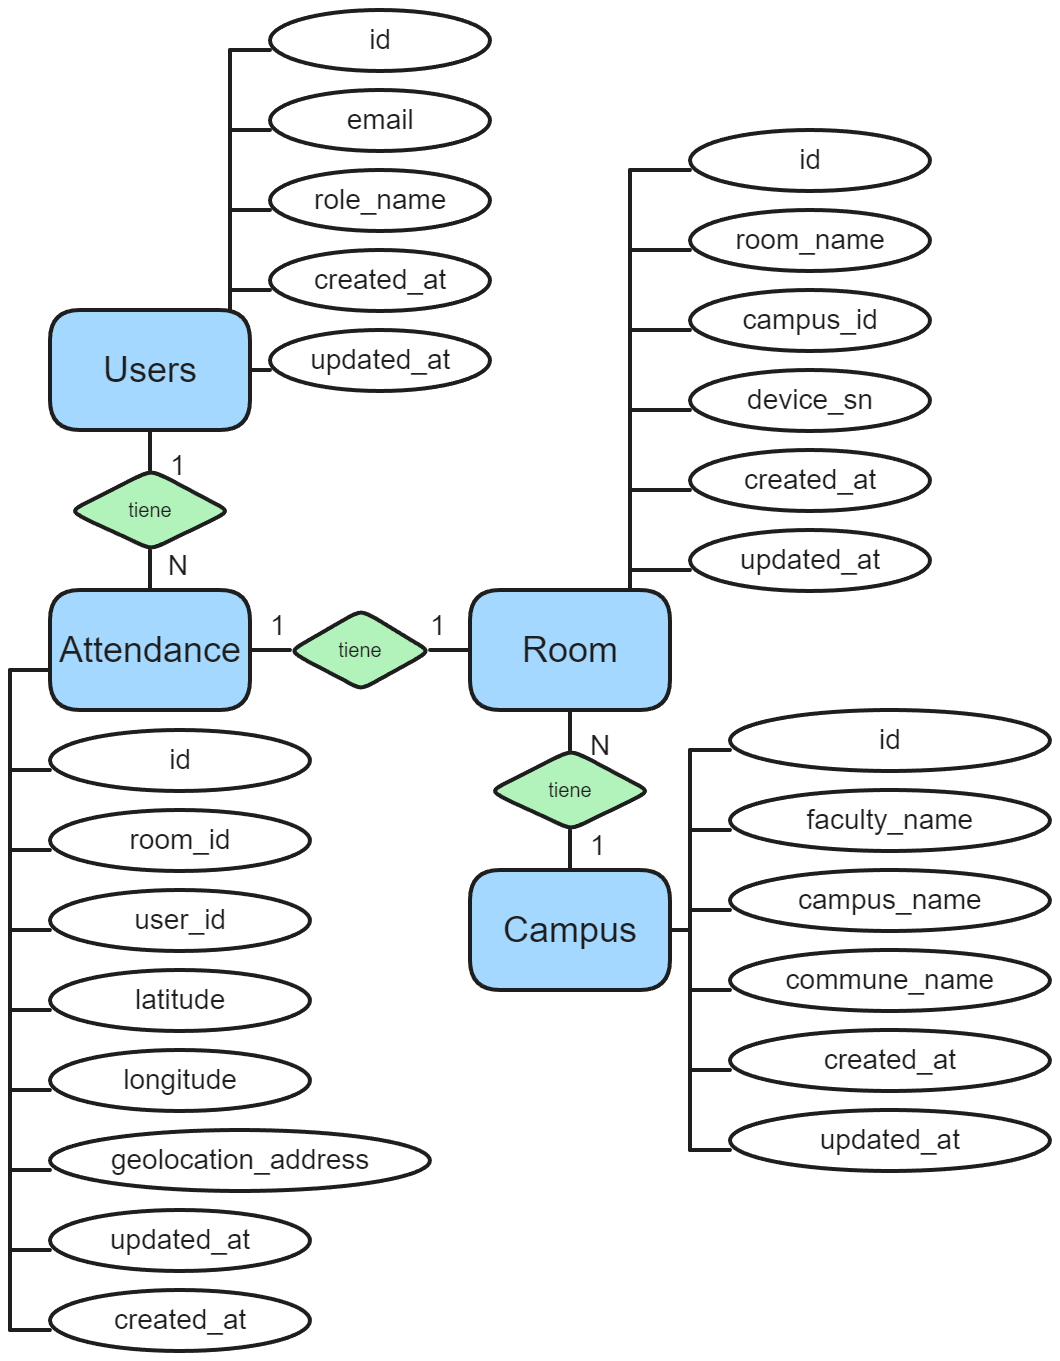 id
email
role_name
created_at
updated_at
Users
1
tiene
N
Attendance
1
tiene
1
Room
id
room_name
campus_id
device_sn
created_at
updated_at
N
tiene
1
Campus
id
faculty_name
campus_name
commune_name
created_at
updated_at
id
room_id
user_id
latitude
longitude
geolocation_address
updated_at
created_at